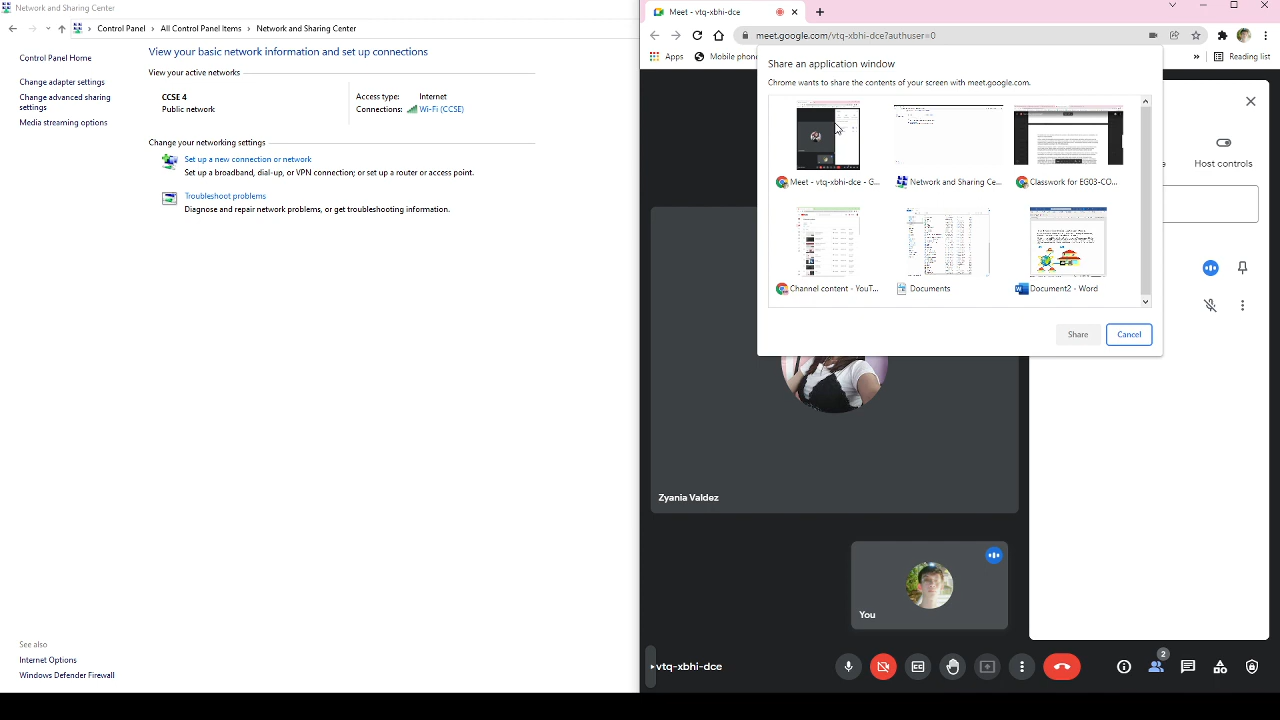 Network and Sharing Center
Control Panel
All Control Panel Items
Network and Sharing Center
Control Panel Home
Change adapter settings
Change advanced sharing
settings
Media streaming options
View your basic network information and set up connections
View your active networks
CCSE 4
Public network
Access type:
Internet
Connections:
Wi-Fi (CCSE)
Change your networking settings
Set up a new connection or network
Set up a broadband, dial-up, or VPN connection; or set up a router or access point.
Troubleshoot problems
Diagnose and repair network problems, or get troubleshooting information.
See also
Internet Options
Windows Defender Firewall
Meet - vtq-xbhi-dce
meet.google.com/vtq-xbhi-dce?authuser=0
Apps
Mobile phone
»
Reading list
Share an application window
Chrome wants to share the contents of your screen with meet.google.com.
Meet - vtq-xbhi-dce - G...
Network and Sharing Ce...
Classwork for EG03-CO...
Channel content - YouT...
Documents
Document2 - Word
Share
Cancel
Host controls
Zyania Valdez
You
vtq-xbhi-dce
2